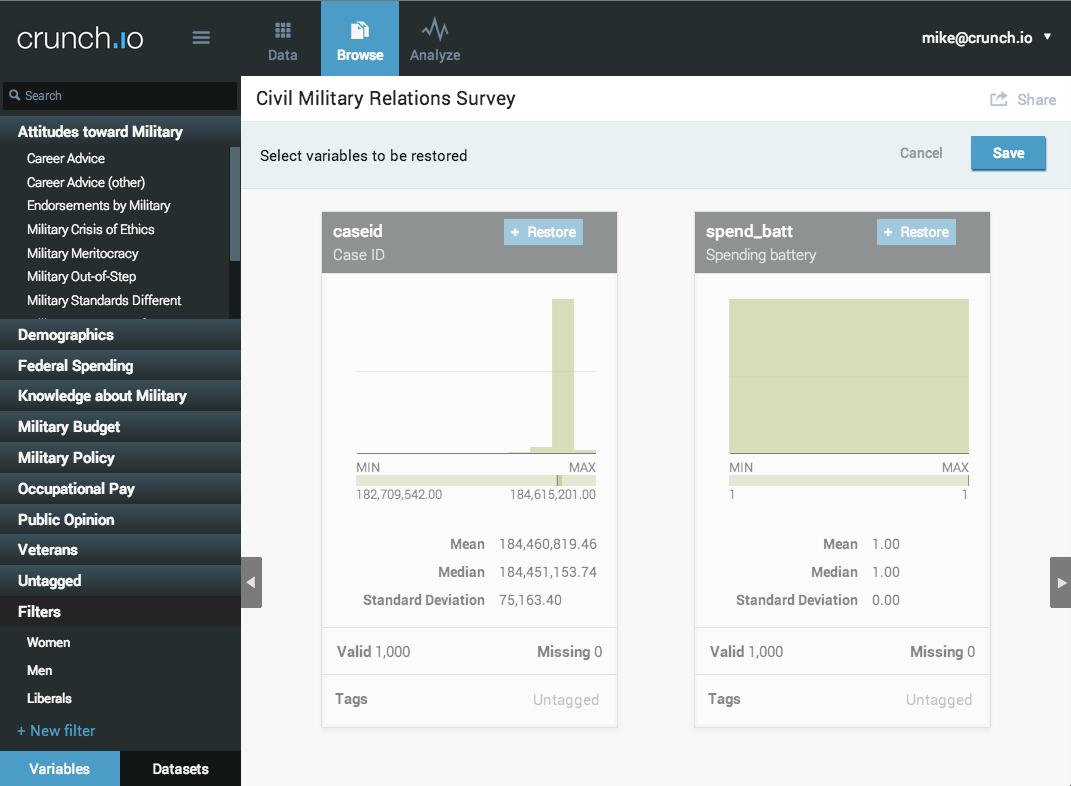 crunch.io
Data
Browse
Analyze
mike@crunch.io
Search
Attitudes toward Military
Career Advice
Career Advice (other)
Endorsements by Military
Military Crisis of Ethics
Military Meritocracy
Military Out-of-Step
Military Standards Different
Demographics
Federal Spending
Knowledge about Military
Military Budget
Military Policy
Occupational Pay
Public Opinion
Veterans
Untagged
Filters
Women
Men
Liberals
+ New filter
Variables
Datasets
Civil Military Relations Survey
Share
Select variables to be restored
Cancel
Save
caseid
+ Restore
Case ID
MIN MAX
182,709,542.00 184,615,201.00
Mean 184,460,819.46
Median 184,451,153.74
Standard Deviation 75,163.40
Valid 1,000 Missing 0
Tags Untagged
spend_batt
+ Restore
Spending battery
MIN MAX
1 1
Mean 1.00
Median 1.00
Standard Deviation 0.00
Valid 1,000 Missing 0
Tags Untagged